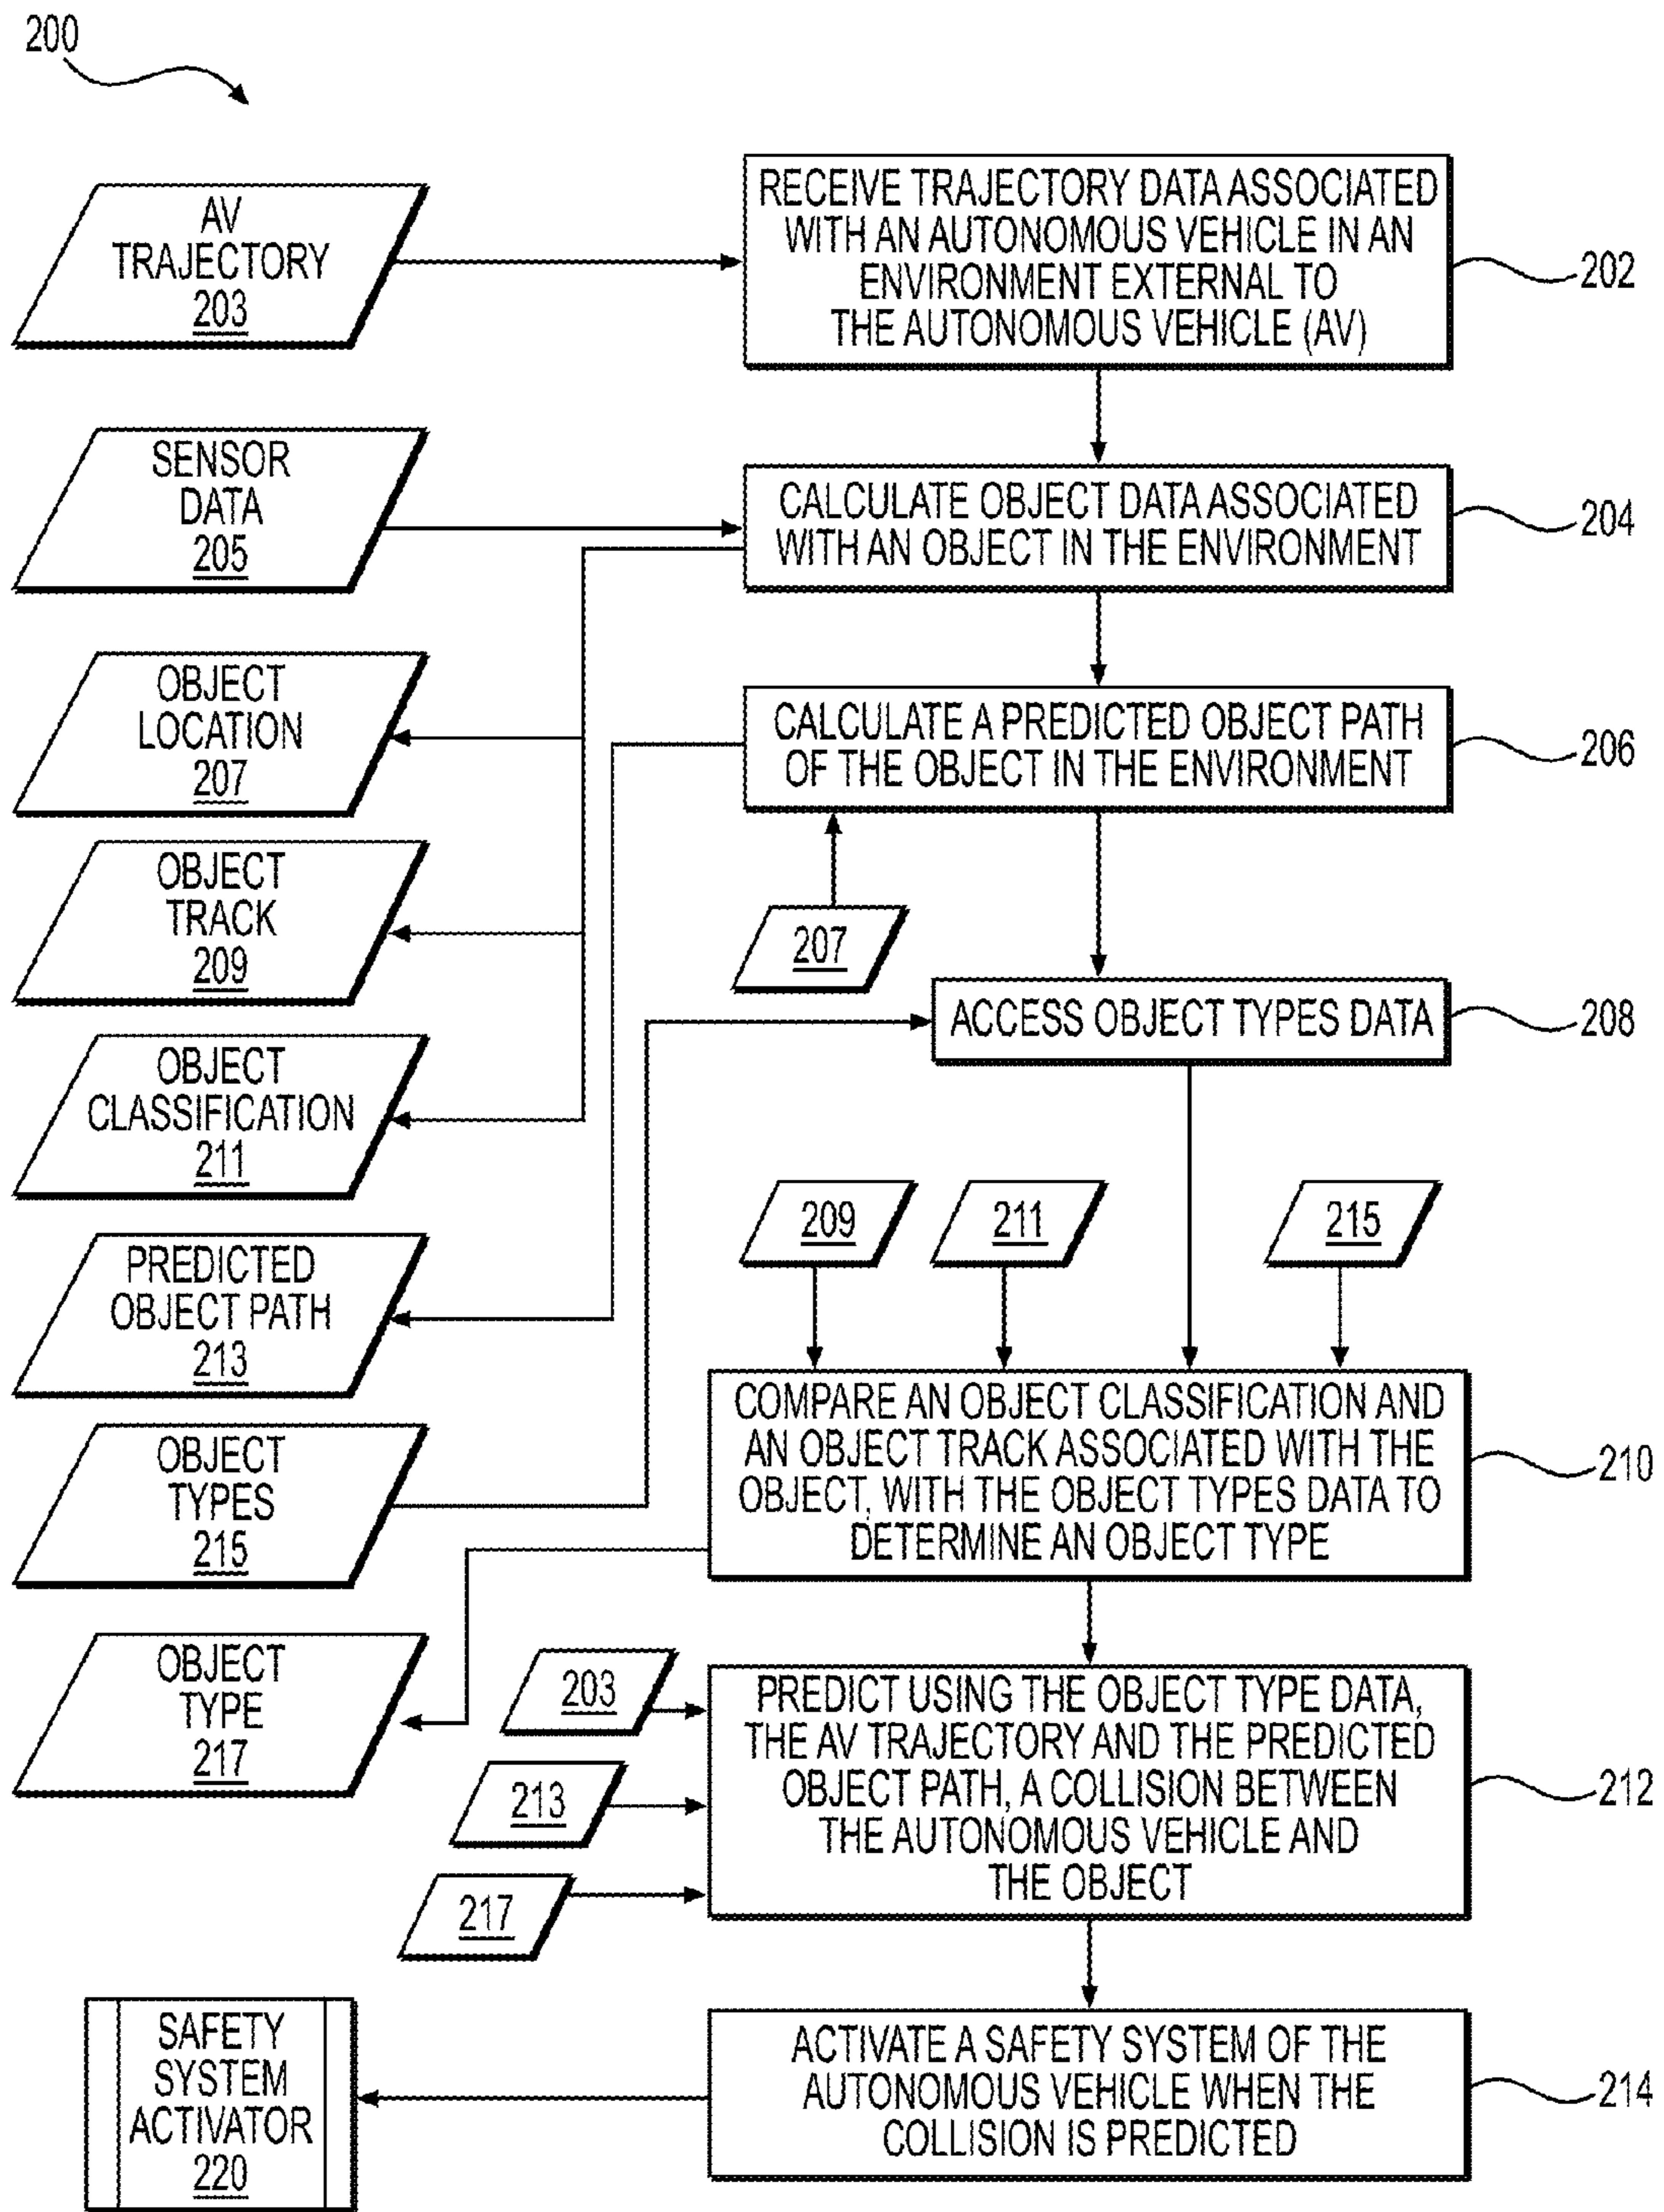 200
AV
TRAJECTORY
203
RECEIVE TRAJECTORY DATA ASSOCIATED
WITH AN AUTONOMOUS VEHICLE IN AN
ENVIRONMENT EXTERNAL TO
THE AUTONOMOUS VEHICLE (AV)
202
SENSOR
DATA
205
CALCULATE OBJECT DATA ASSOCIATED
WITH AN OBJECT IN THE ENVIRONMENT
204
OBJECT
LOCATION
207
CALCULATE A PREDICTED OBJECT PATH
OF THE OBJECT IN THE ENVIRONMENT
206
OBJECT
TRACK
209
207
ACCESS OBJECT TYPES DATA
208
OBJECT
CLASSIFICATION
211
209
211
215
PREDICTED
OBJECT PATH
213
COMPARE AN OBJECT CLASSIFICATION AND
AN OBJECT TRACK ASSOCIATED WITH THE
OBJECT, WITH THE OBJECT TYPES DATA TO
DETERMINE AN OBJECT TYPE
210
OBJECT
TYPES
215
OBJECT
TYPE
217
203
213
217
PREDICT USING THE OBJECT TYPE DATA,
THE AV TRAJECTORY AND THE PREDICTED
OBJECT PATH, A COLLISION BETWEEN
THE AUTONOMOUS VEHICLE AND
THE OBJECT
212
SAFETY
SYSTEM
ACTIVATOR
220
ACTIVATE A SAFETY SYSTEM OF THE
AUTONOMOUS VEHICLE WHEN THE
COLLISION IS PREDICTED
214